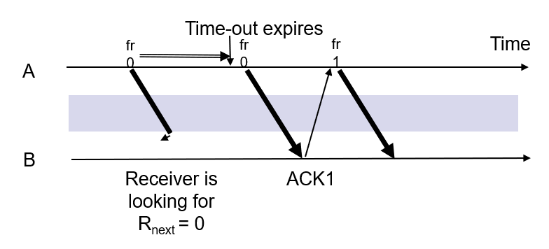 Time-out expires
fr
0
fr
0
fr
1
Time
A
B
Receiver is
looking for
Rnext = 0
ACK1